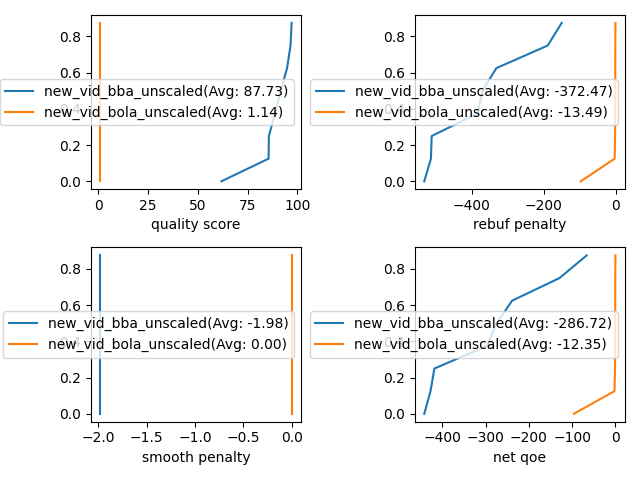 0.8
0.6
0.4
0.2
0.0
new_vid_bba_unscaled(Avg: 87.73)
new_vid_bola_unscaled(Avg: 1.14)
0 25 50 75 100
quality score
0.8
0.6
0.4
0.2
0.0
new_vid_bba_unscaled(Avg: -372.47)
new_vid_bola_unscaled(Avg: -13.49)
−400 −200 0
rebuf penalty
0.8
0.6
0.4
0.2
0.0
new_vid_bba_unscaled(Avg: -1.98)
new_vid_bola_unscaled(Avg: 0.00)
−2.0 −1.5 −1.0 −0.5 0.0
smooth penalty
0.8
0.6
0.4
0.2
0.0
new_vid_bba_unscaled(Avg: -286.72)
new_vid_bola_unscaled(Avg: -12.35)
−400 −300 −200 −100 0
net qoe